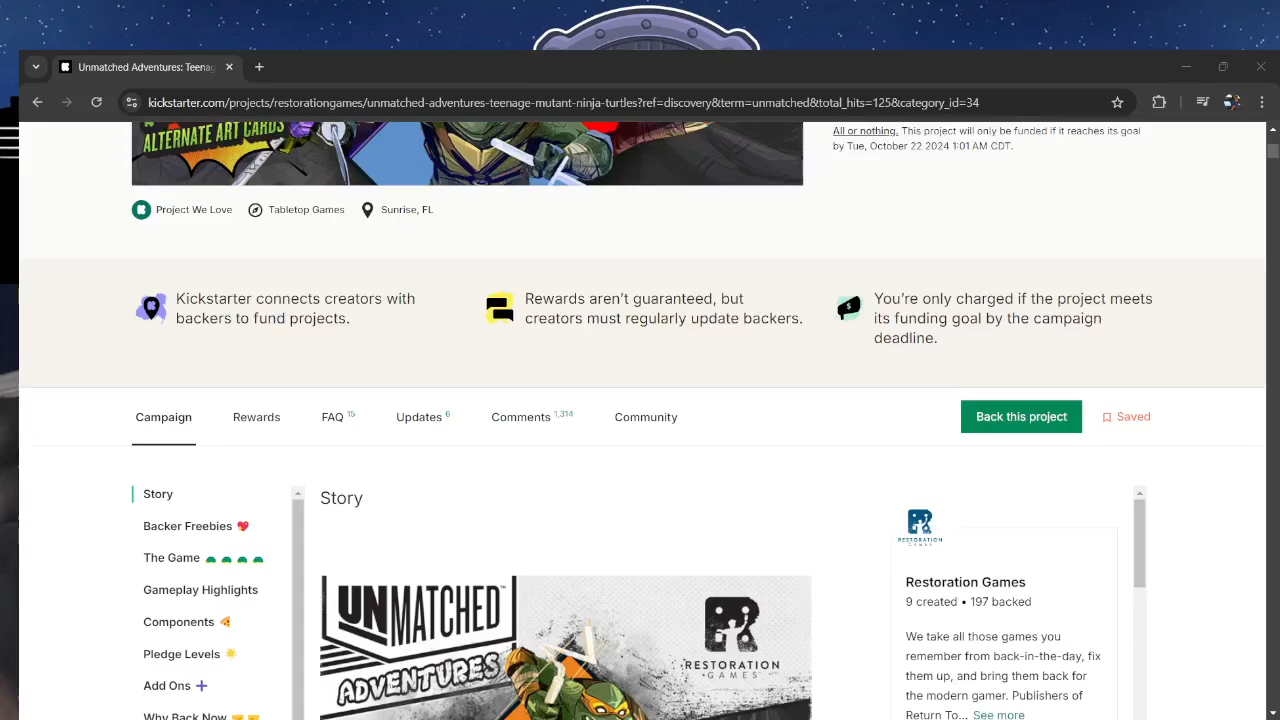 Unmatched Adventures: Teenag
kickstarter.com/projects/restorationgames/unmatched-adventures-teenage-mutant-ninja-turtles?ref=discovery&term=unmatched&total_hits=125&category_id=34
ALTERNATE ART CARDS
All or nothing. This project will only be funded if it reaches its goal
by Tue, October 22 2024 1:01 AM CDT.
Project We Love
Tabletop Games
Sunrise, FL
Kickstarter connects creators with
backers to fund projects.
Rewards aren't guaranteed, but
creators must regularly update backers.
You're only charged if the project meets
its funding goal by the campaign
deadline.
Campaign
Rewards
FAQ 15
Updates 6
Comments 1,314
Community
Back this project
Saved
Story
Backer Freebies
The Game
Gameplay Highlights
Components
Pledge Levels
Add Ons
Why Back Now
Story
UNMATCHED
ADVENTURES
RESTORATION
GAMES
RESTORATION
GAMES
Restoration Games
9 created • 197 backed
We take all those games you
remember from back-in-the-day, fix
them up, and bring them back for
the modern gamer. Publishers of
Return To... See more